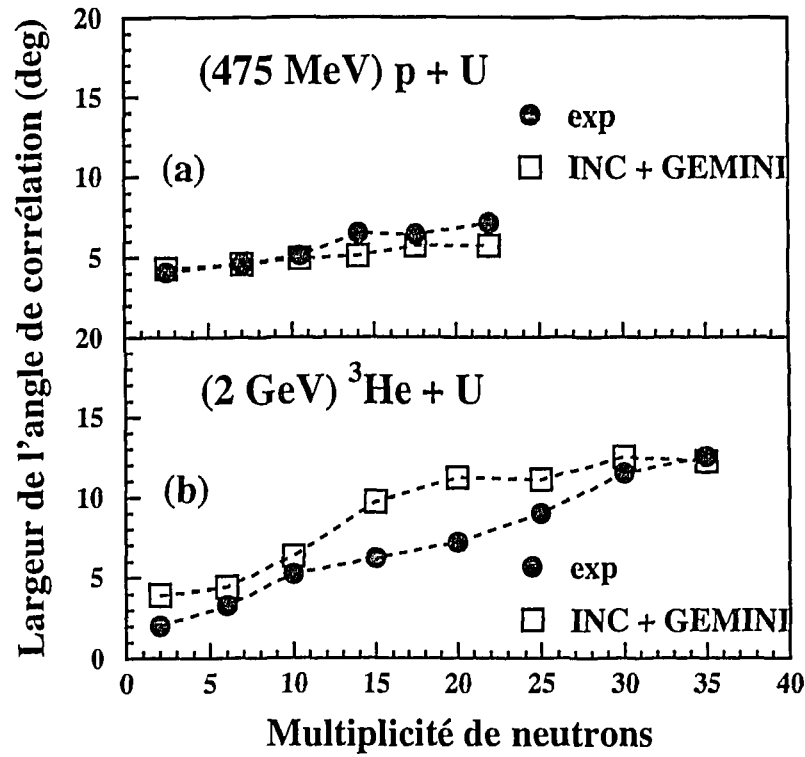 Largeur de l'angle de corrélation (deg)
20
15
10
5
(475 MeV) p + U
exp
INC + GEMINI
(a)
20
15
10
5
0
(2 GeV) ³He + U
(b)
exp
INC + GEMINI
0 5 10 15 20 25 30 35 40
Multiplicité de neutrons